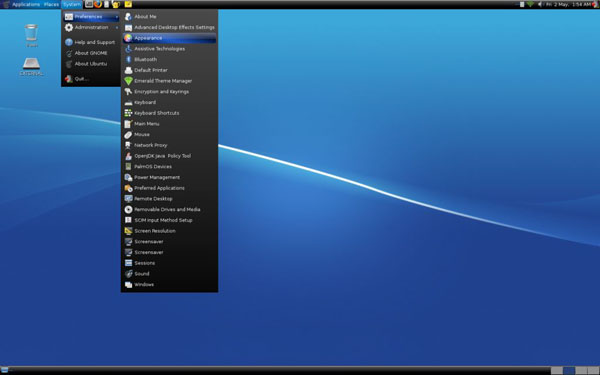 Applications Places System
Fri 2 May, 1:54 AM
Preferences
Administration
Help and Support
About GNOME
About Ubuntu
Quit...
About Me
Advanced Desktop Effects Settings
Appearance
Assistive Technologies
Bluetooth
Default Printer
Emerald Theme Manager
Encryption and Keyrings
Keyboard
Keyboard Shortcuts
Main Menu
Mouse
Network Proxy
OpenJDK Java Policy Tool
PalmOS Devices
Power Management
Preferred Applications
Remote Desktop
Removable Drives and Media
SCIM Input Method Setup
Screen Resolution
Screensaver
Screensaver
Sessions
Sound
Windows
Trash
EXTERNAL